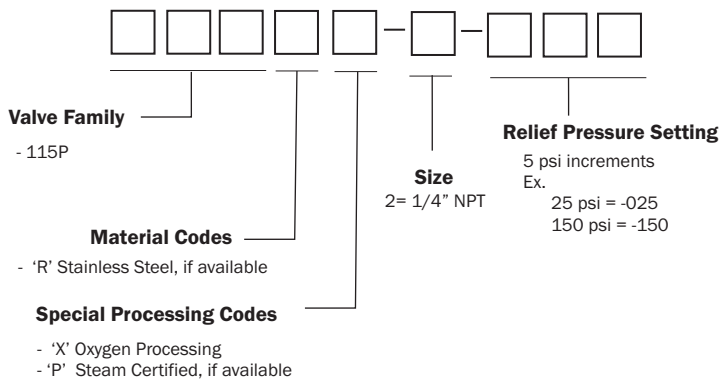 Valve Family
- 115P
Relief Pressure Setting
5 psi increments
Ex.
25 psi = -025
150 psi = -150
Size
2= 1/4” NPT
Material Codes
- ‘R’ Stainless Steel, if available
Special Processing Codes
- ‘X’ Oxygen Processing
- ‘P’ Steam Certified, if available